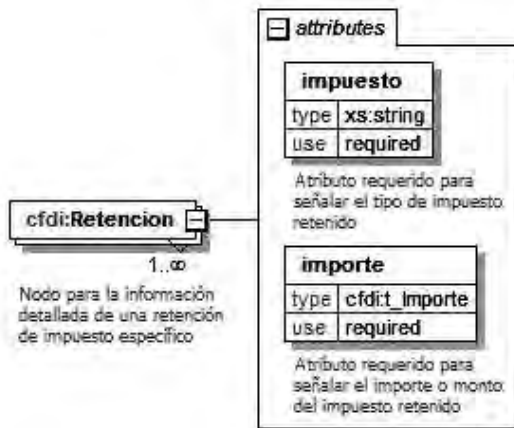 attributes
impuesto
type xs:string
use required
Atributo requerido para
señalar el tipo de impuesto
retenido
cfdi:Retencion
1..∞
Nodo para la información
detallada de una retención
de impuesto específico
importe
type cfdi:t_Importe
use required
Atributo requerido para
señalar el importe o monto
del impuesto retenido